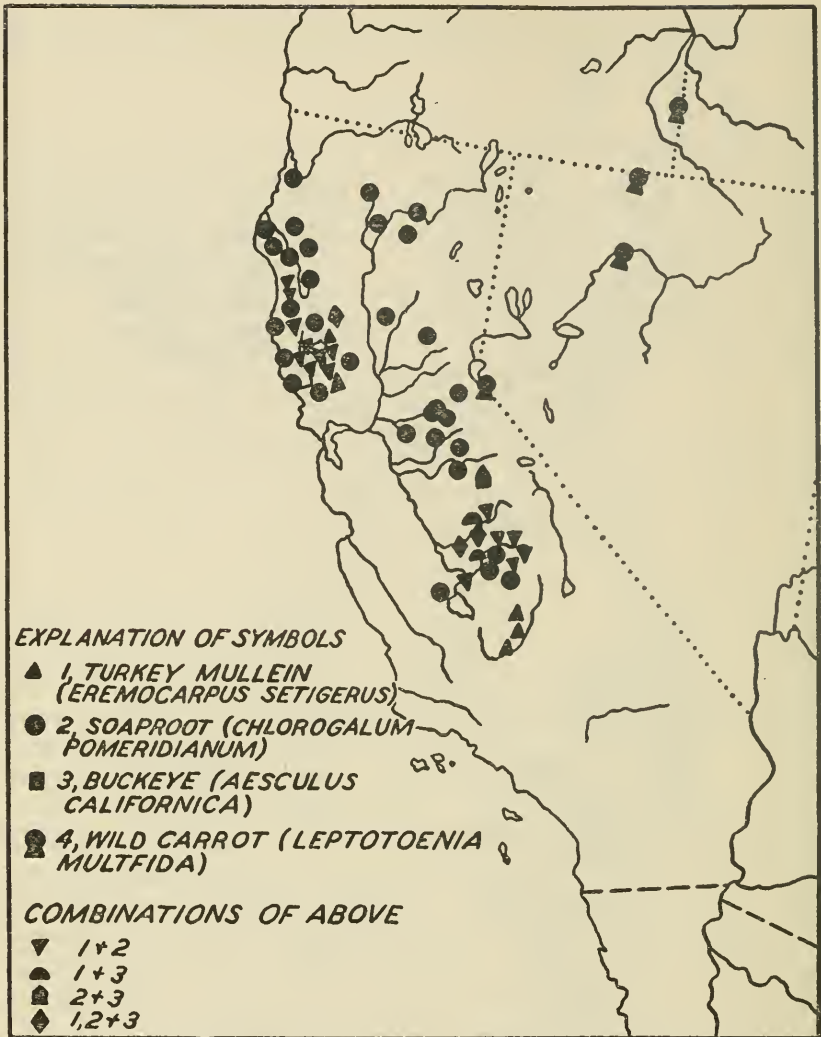 EXPLANATION OF SYMBOLS
1, TURKEY MULLEIN
(EREMOCARPUS SETIGERUS)
2, SOAPROOT (CHLOROGALUM
POMERIDIANUM)
3, BUCKEYE (AESCULUS
CALIFORNICA)
4, WILD CARROT (LEPTOTOENIA
MULTFIDA)
COMBINATIONS OF ABOVE
1+2
1+3
2+3
1,2+3